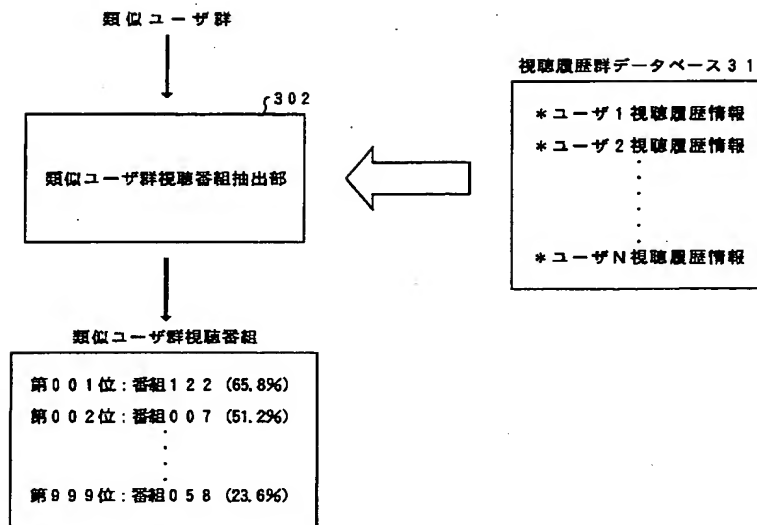 類似ユーザ群
302
類似ユーザ群視聴番組抽出部
視聴履歴群データベース31
*ユーザ1視聴履歴情報
*ユーザ2視聴履歴情報
*ユーザN視聴履歴情報
類似ユーザ群視聴番組
第001位:番組122 (65.8%)
第002位:番組007 (51.2%)
第999位:番組058 (23.6%)